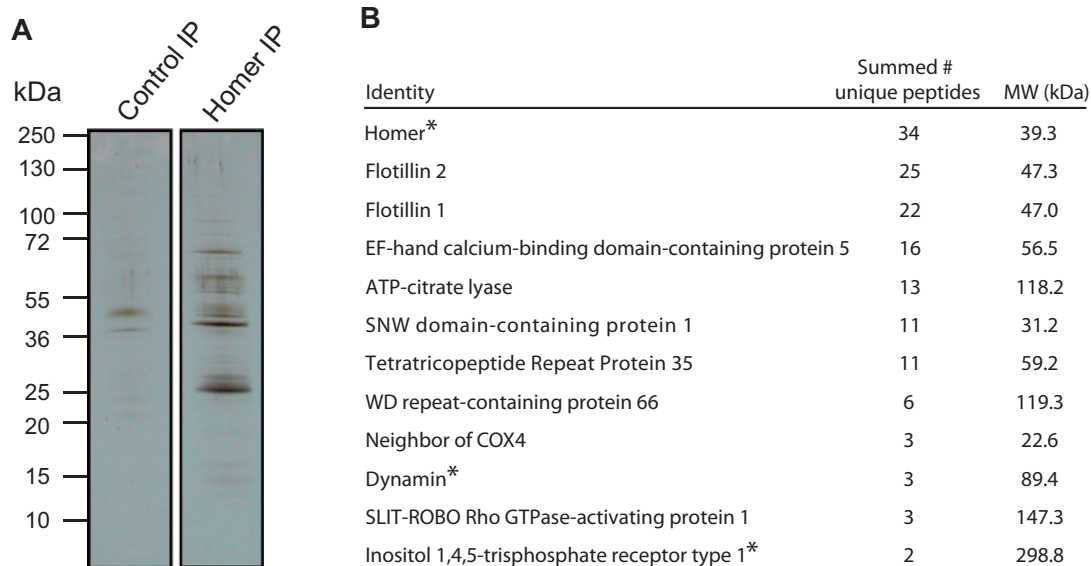 A
Control IP
Homer IP
kDa
250
130
100
72
55
36
25
20
15
10
B
Identity Summed # unique peptides MW (kDa)
Homer* 34 39.3
Flotillin 2 25 47.3
Flotillin 1 22 47.0
EF-hand calcium-binding domain-containing protein 5 16 56.5
ATP-citrate lyase 13 118.2
SNW domain-containing protein 1 11 31.2
Tetratricopeptide Repeat Protein 35 11 59.2
WD repeat-containing protein 66 6 119.3
Neighbor of COX4 3 22.6
Dynamin* 3 89.4
SLIT-ROBO Rho GTPase-activating protein 1 3 147.3
Inositol 1,4,5-trisphosphate receptor type 1* 2 298.8